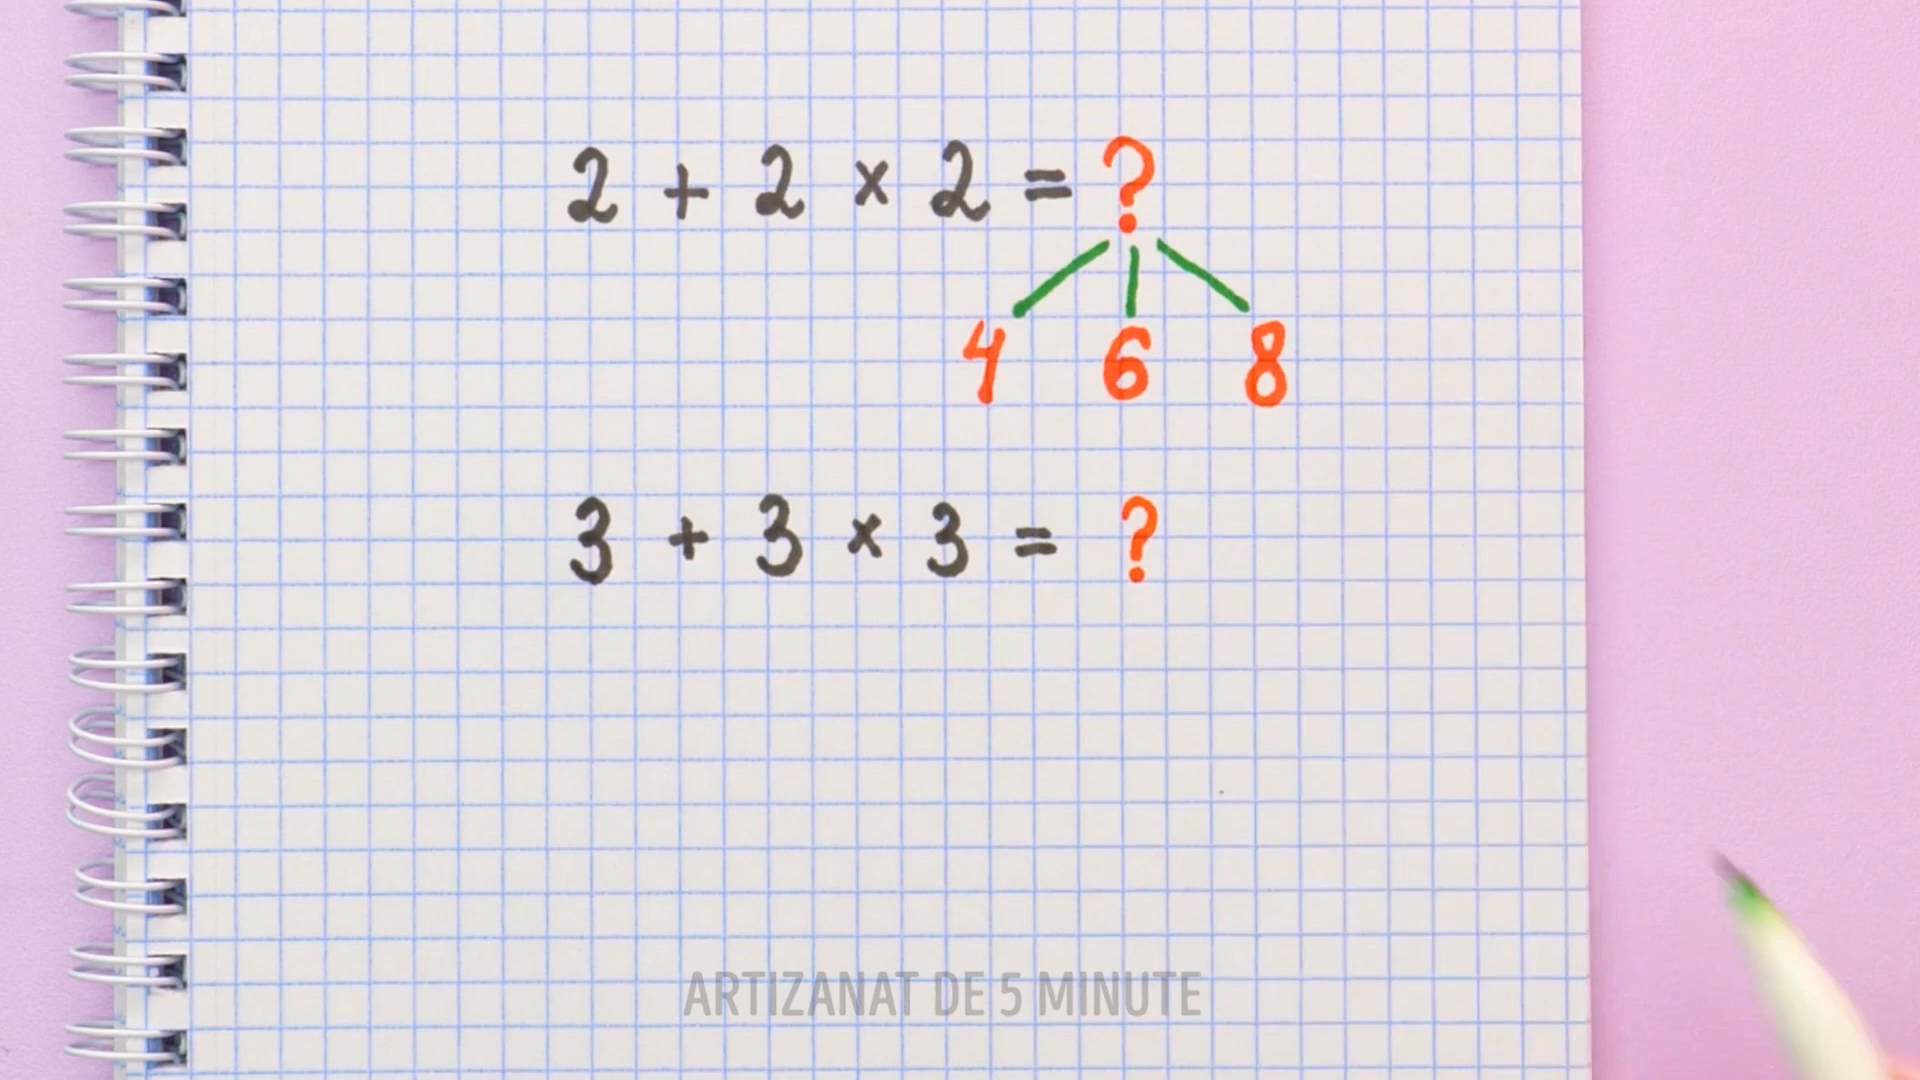 2 + 2 × 2 = ?
4 6 8
3 + 3 × 3 = ?
ARTIZANAT DE 5 MINUTE